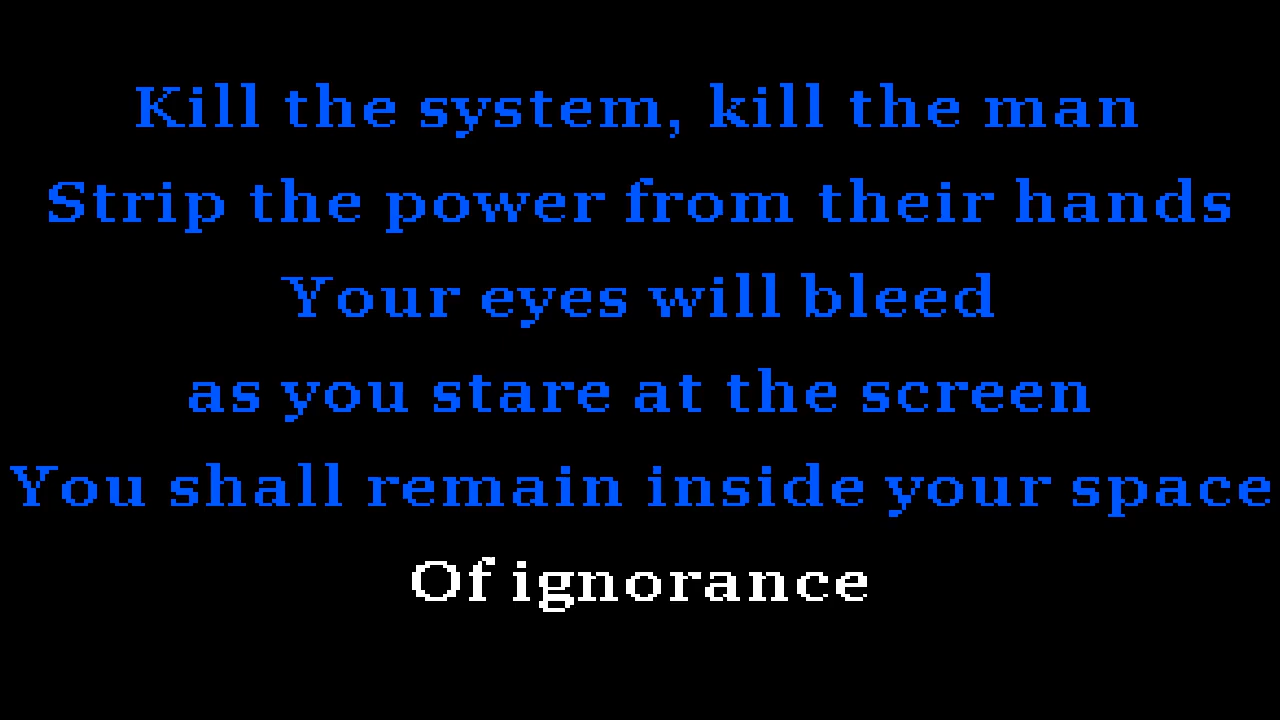 Kill the system, kill the man
Strip the power from their hands
Your eyes will bleed
as you stare at the screen
You shall remain inside your space
Of ignorance